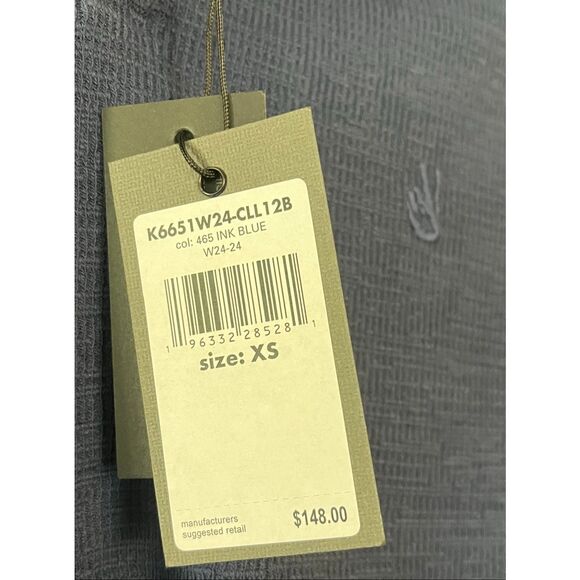 K6651W24-CLL12B
col: 465 INK BLUE
W24-24
1 96332 28528 1
size: XS
manufacturers
suggested retail
$148.00